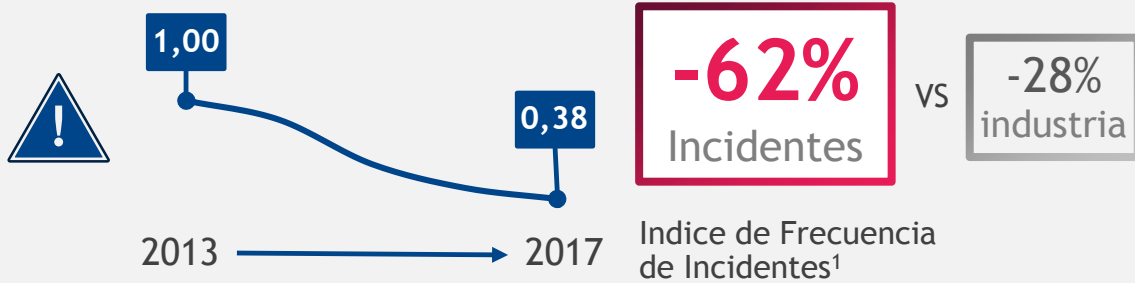 1,00
!
0,38
2013
2017
-62%
Incidentes
vs
-28%
industria
Indice de Frecuencia
de Incidentes¹